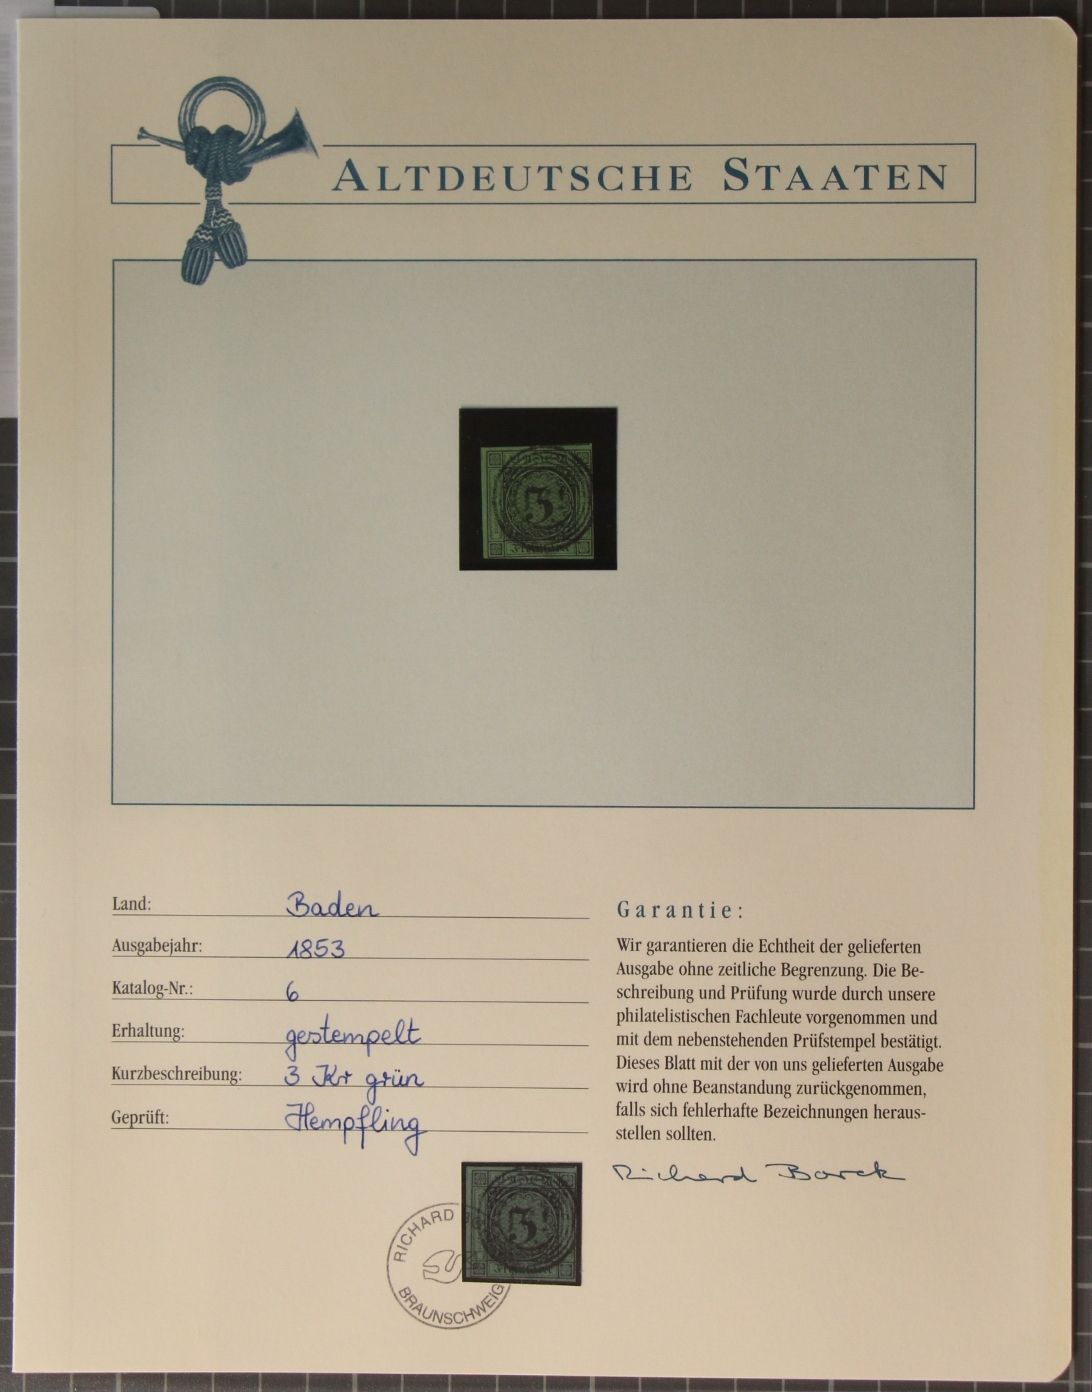 ALTDEUTSCHE STAATEN
3
Land: Baden
Ausgabejahr: 1853
Katalog-Nr.: 6
Erhaltung: gestempelt
Kurzbeschreibung: 3 Kr grün
Geprüft: Hempfling
Garantie:
Wir garantieren die Echtheit der gelieferten
Ausgabe ohne zeitliche Begrenzung. Die Be-
schreibung und Prüfung wurde durch unsere
philatelistischen Fachleute vorgenommen und
mit dem nebenstehenden Prüfstempel bestätigt.
Dieses Blatt mit der von uns gelieferten Ausgabe
wird ohne Beanstandung zurückgenommen,
falls sich fehlerhafte Bezeichnungen heraus-
stellen sollten.
Richard Borek
RICHARD
BRAUNSCHWEIG
3